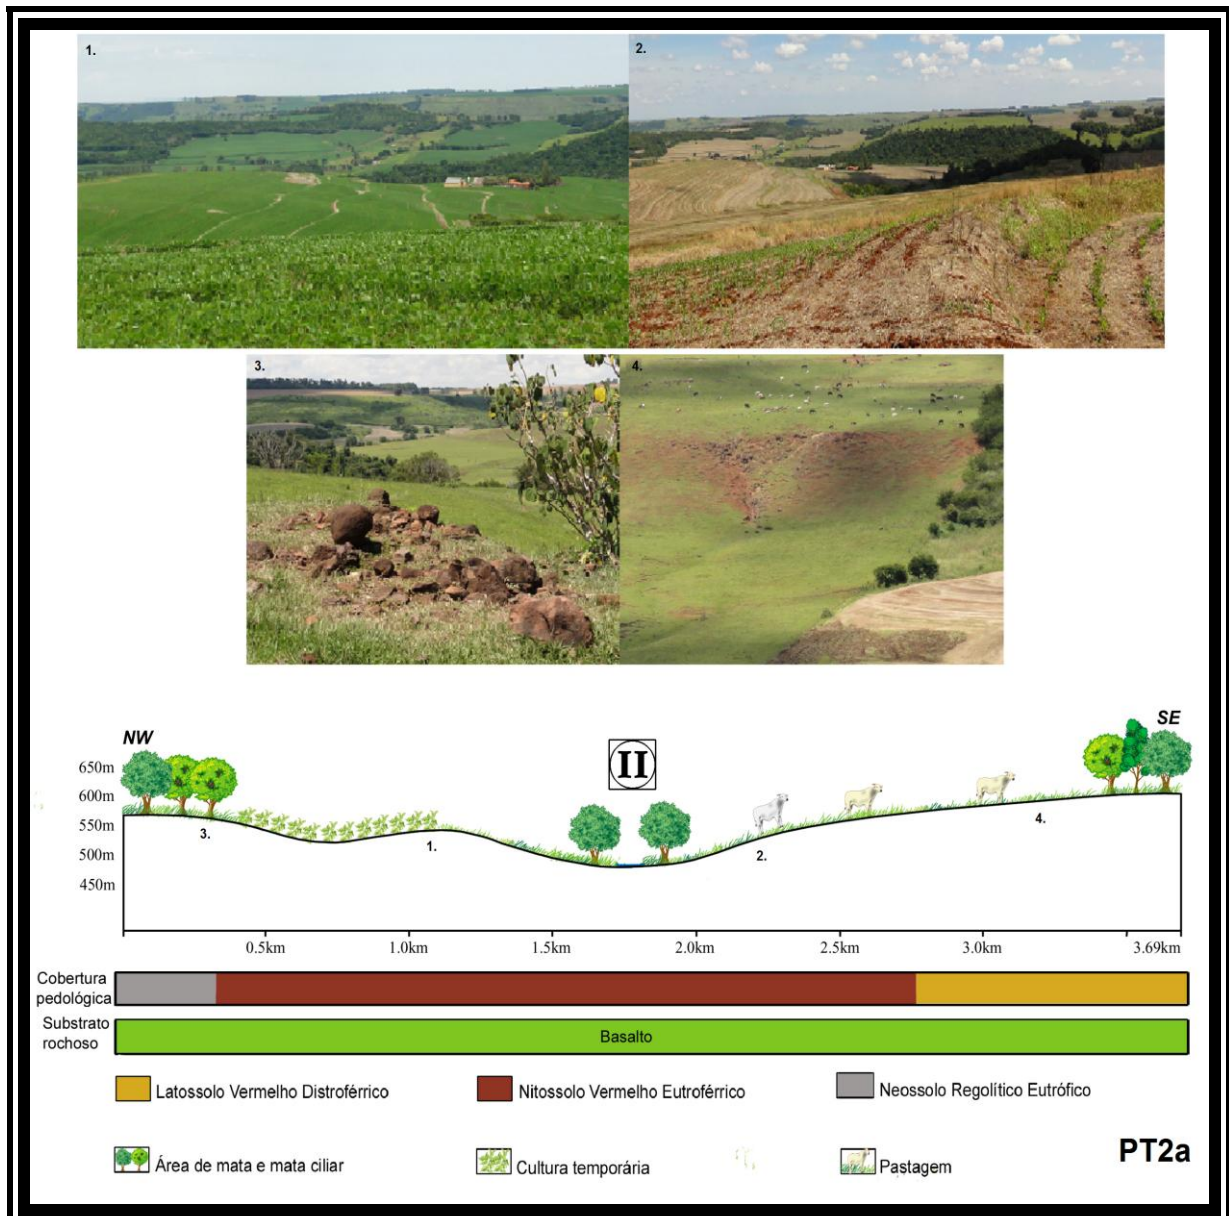 1.
2.
3.
4.
NW
II
SE
650m
600m
550m
500m
450m
3.
1.
2.
4.
0.5km
1.0km
1.5km
2.0km
2.5km
3.0km
3.69km
Cobertura
pedológica
Substrato
rochoso
Basalto
Latossolo Vermelho Distroférrico
Nitossolo Vermelho Eutroférrico
Neossolo Regolítico Eutrófico
Área de mata e mata ciliar
Cultura temporária
Pastagem
PT2a